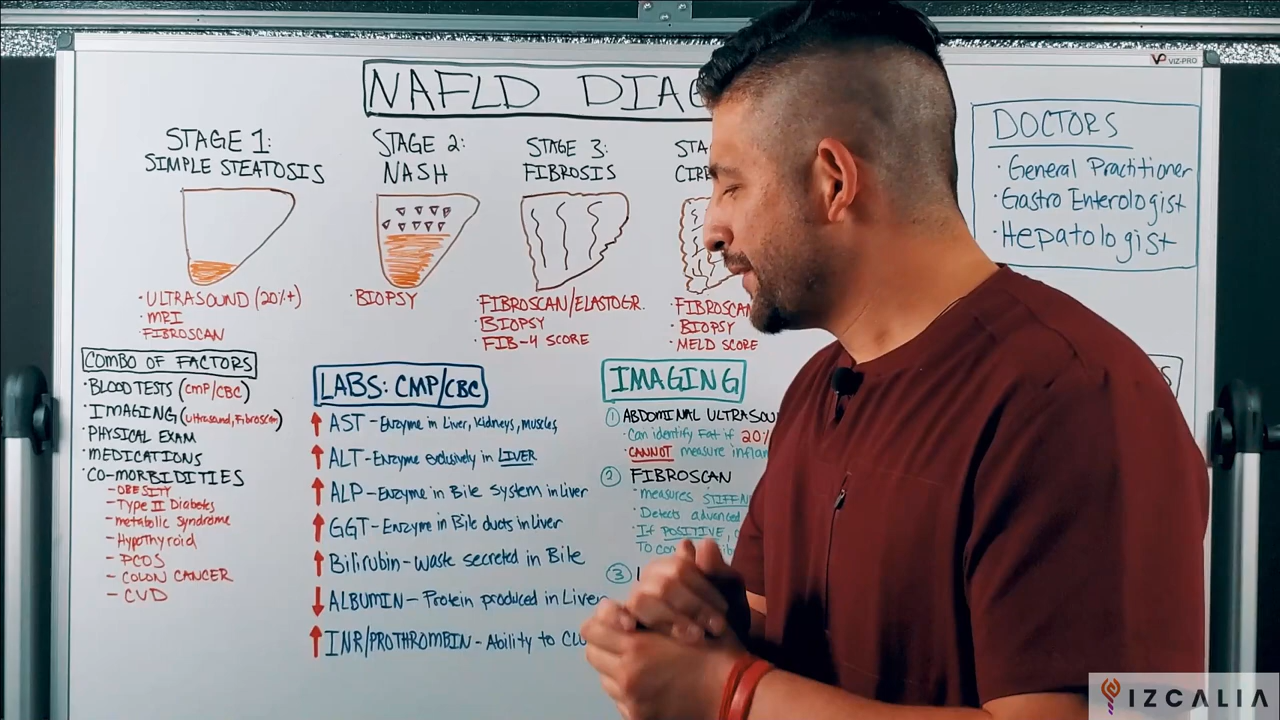 VP VIZ-PRO
NAFLD DIAG
STAGE 1:
SIMPLE STEATOSIS
STAGE 2:
NASH
STAGE 3:
FIBROSIS
STA
CIRR
DOCTORS
· General Practitioner
· Gastro Enterologist
· Hepatologist
· ULTRASOUND (20%+)
· MRI
· FIBROSCAN
· BIOPSY
· FIBROSCAN/ELASTOGR.
· BIOPSY
· FIB-4 SCORE
· FIBROSCAN
· BIOPSY
· MELD SCORE
COMBO OF FACTORS
· BLOOD TESTS (CMP/CBC)
· IMAGING (ultrasound, Fibroscan)
· PHYSICAL EXAM
· MEDICATIONS
· CO-MORBIDITIES
- OBESITY
- Type II Diabetes
- metabolic syndrome
- Hypothyroid
- PCOS
- COLON CANCER
- CVD
LABS: CMP/CBC
↑ AST - Enzyme in Liver, Kidneys, muscles,
↑ ALT - Enzyme exclusively in LIVER
↑ ALP - Enzyme in Bile system in Liver
↑ GGT - Enzyme in Bile ducts in Liver
↑ Bilirubin - Waste secreted in Bile
↓ ALBUMIN - Protein produced in Liver
↑ INR/PROTHROMBIN - Ability to CL
IMAGING
① ABDOMINAL ULTRASOU
· Can identify Fat if 20%
· CANNOT measure inflam
② FIBROSCAN
· measures STIFFN
· Detects advanced
· If POSITIVE,
To con
③
S
IZCALIA